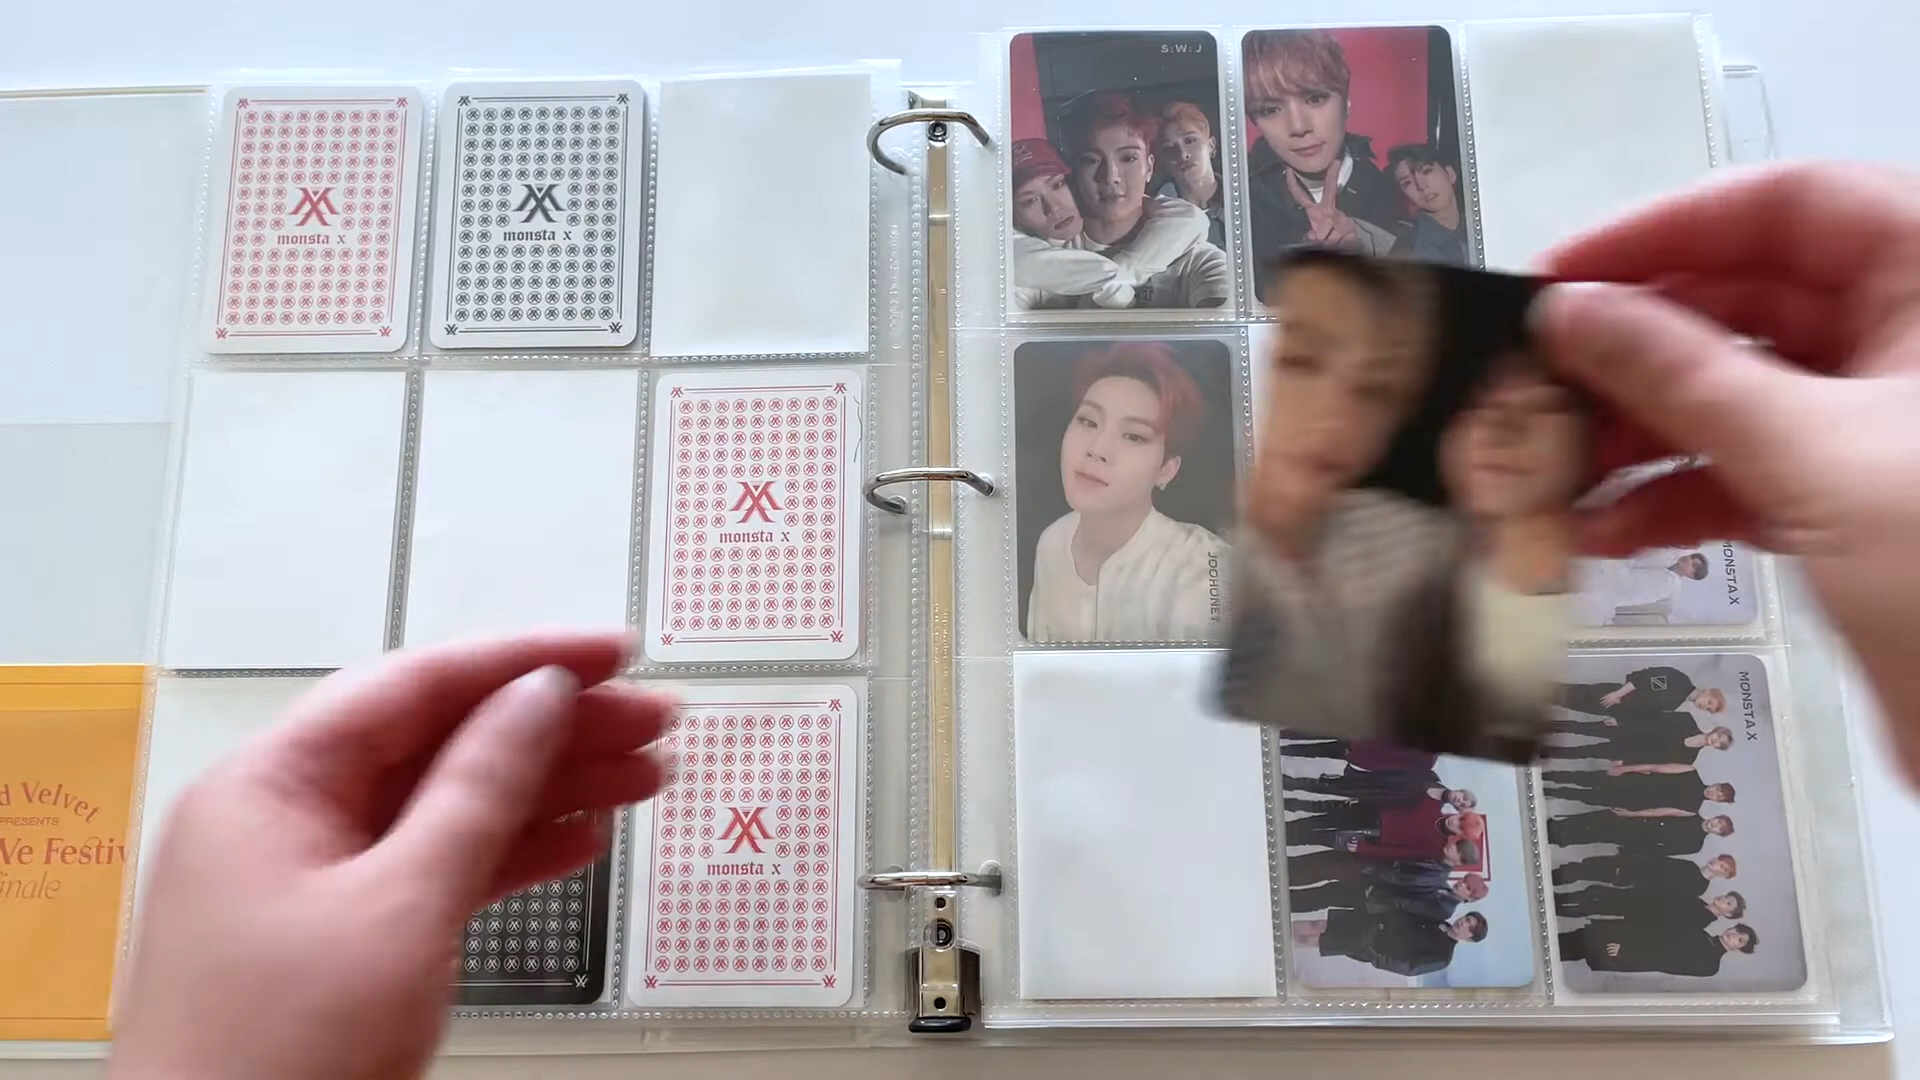 monsta x
monsta x
monsta x
monsta x
d Velvet
PRESENTS
Ve Festiv
inale
S:W:J
JOOHONEY
MONSTA X
MONSTA X